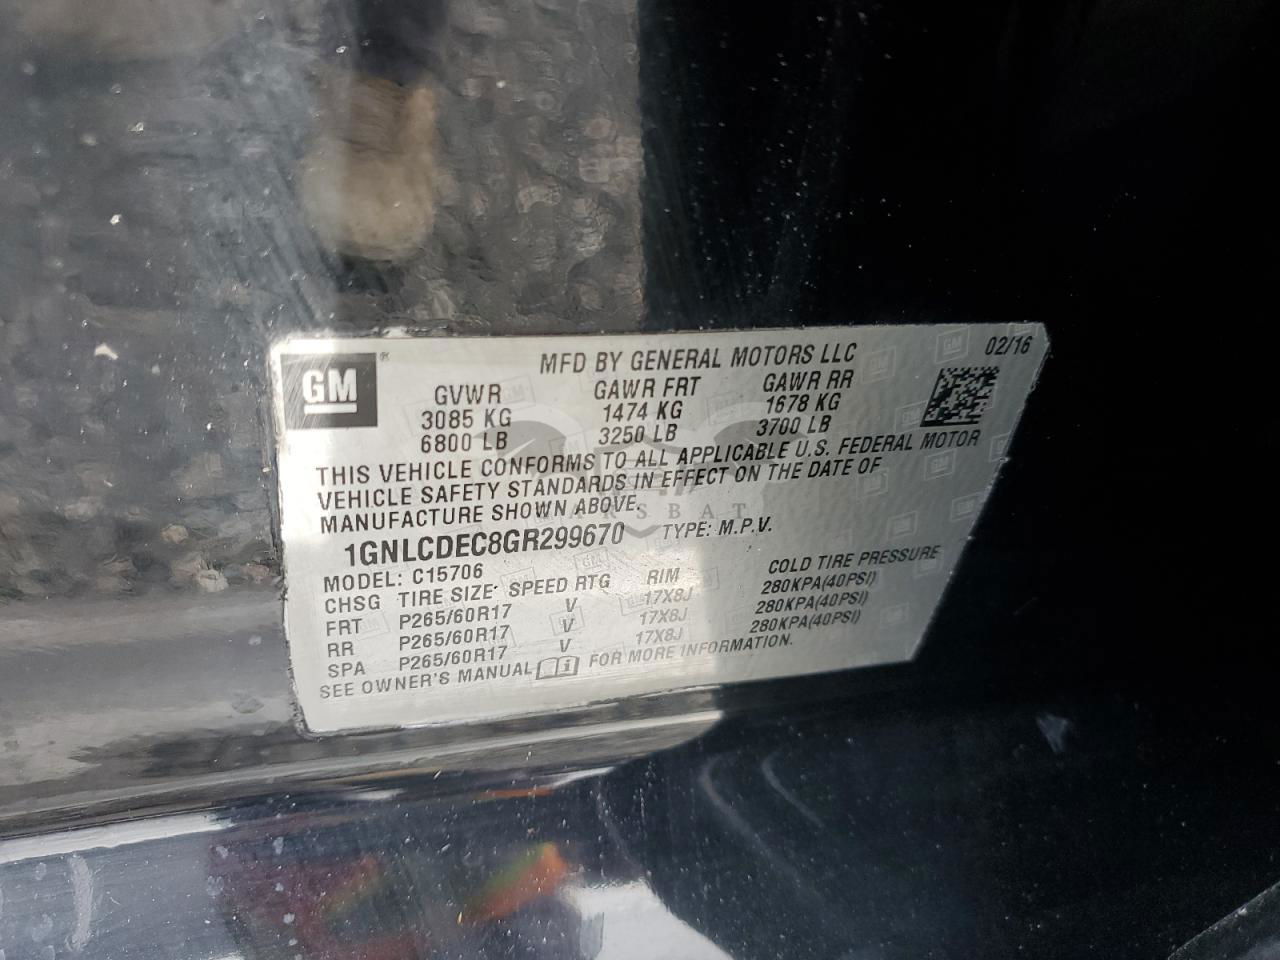 GM ® MFD BY GENERAL MOTORS LLC 02/16
GVWR GAWR FRT GAWR RR
3085 KG 1474 KG 1678 KG
6800 LB 3250 LB 3700 LB
THIS VEHICLE CONFORMS TO ALL APPLICABLE U.S. FEDERAL MOTOR
VEHICLE SAFETY STANDARDS IN EFFECT ON THE DATE OF
MANUFACTURE SHOWN ABOVE.
1GNLCDEC8GR299670 TYPE: M.P.V.
MODEL: C15706
CHSG TIRE SIZE SPEED RTG RIM COLD TIRE PRESSURE
FRT P265/60R17 V 17X8J 280KPA(40PSI)
RR P265/60R17 V 17X8J 280KPA(40PSI)
SPA P265/60R17 V 17X8J 280KPA(40PSI)
SEE OWNER'S MANUAL FOR MORE INFORMATION.